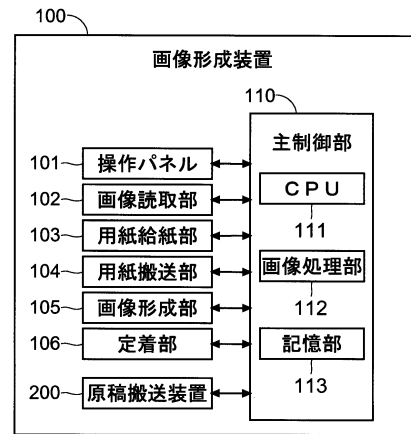 100
画像形成装置
110
主制御部
101 操作パネル
CPU
102 画像読取部
111
103 用紙給紙部
画像処理部
104 用紙搬送部
112
105 画像形成部
106 定着部
記憶部
113
200 原稿搬送装置